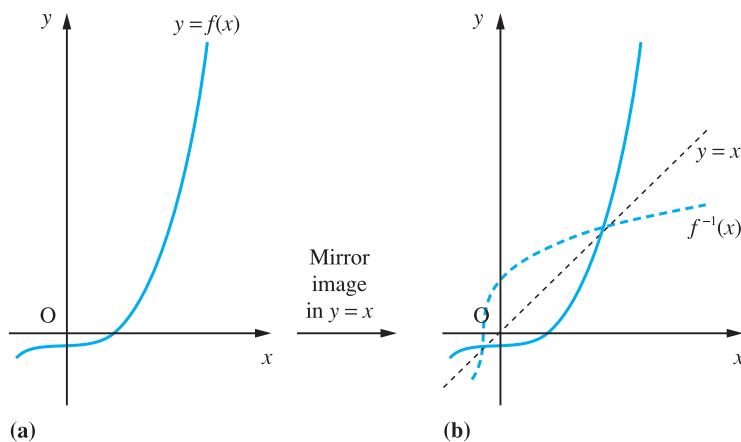 y
y = f(x)
O
x
(a)
Mirror
image
in y = x
y
y = x
f⁻¹(x)
O
x
(b)